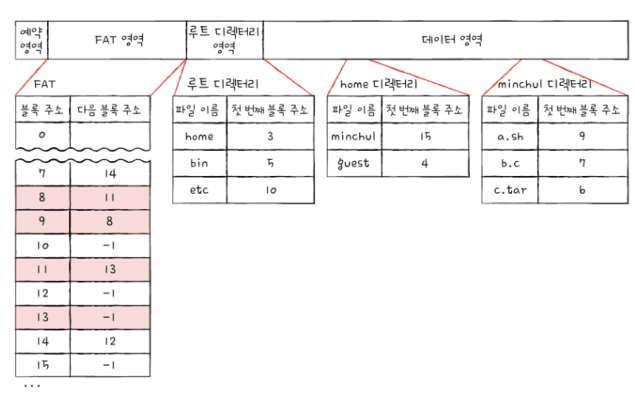 예약 영역
FAT 영역
루트 디렉터리 영역
데이터 영역
FAT
블록 주소 다음 블록 주소
0
7 14
8 11
9 8
10 -1
11 13
12 -1
13 -1
14 12
15 -1
...
루트 디렉터리
파일 이름 첫 번째 블록 주소
home 3
bin 5
etc 10
home 디렉터리
파일 이름 첫 번째 블록 주소
minchul 15
guest 4
minchul 디렉터리
파일 이름 첫 번째 블록 주소
a.sh 9
b.c 7
c.tar 6